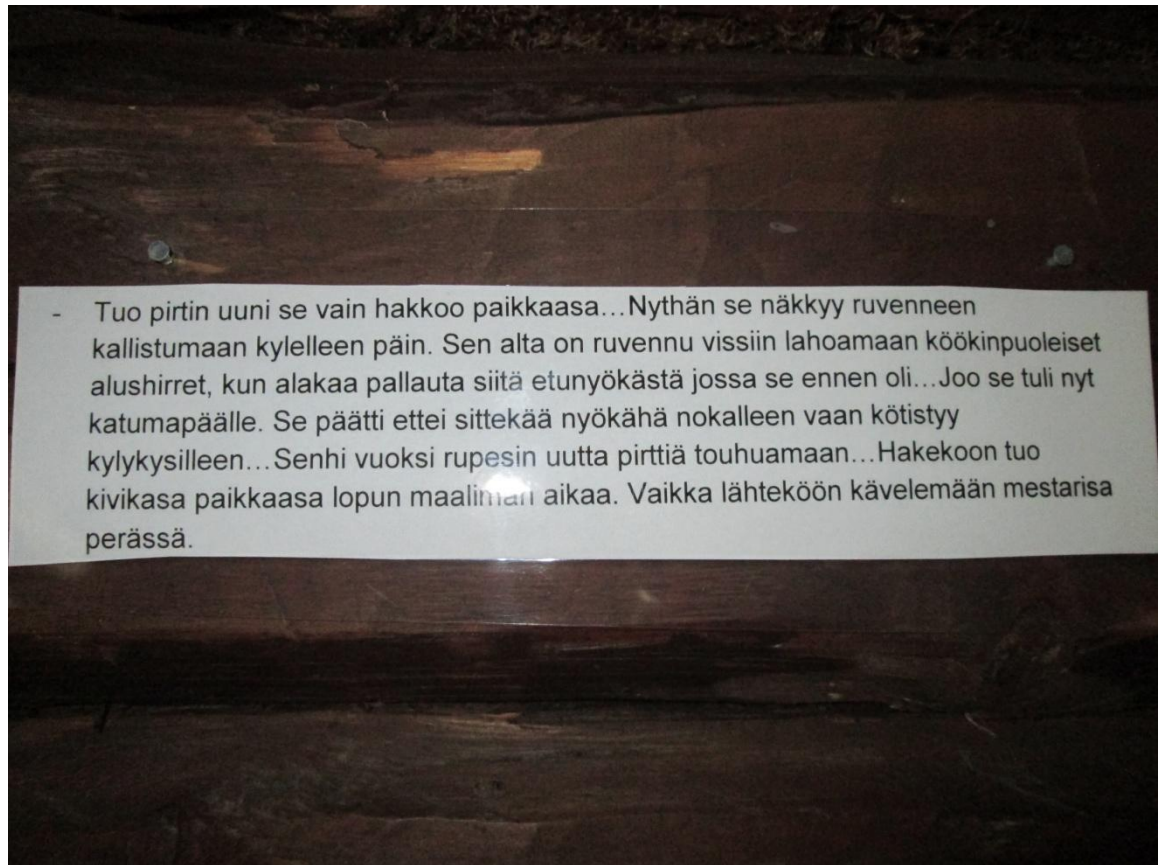 - Tuo pirtin uuni se vain hakkoo paikkaasa...Nythän se näkkyy ruvenneen
kallistumaan kylelleen päin. Sen alta on ruvennu vissiin lahoamaan köökinpuoleiset
alushirret, kun alakaa pallauta siitä etunyökästä jossa se ennen oli...Joo se tuli nyt
katumapäälle. Se päätti ettei sittekää nyökähä nokalleen vaan kötistyy
kylykysilleen...Senhi vuoksi rupesin uutta pirttiä touhuamaan...Hakekoon tuo
kivikasa paikkaasa lopun maaliman aikaa. Vaikka lähteköön kävelemään mestarisa
perässä.